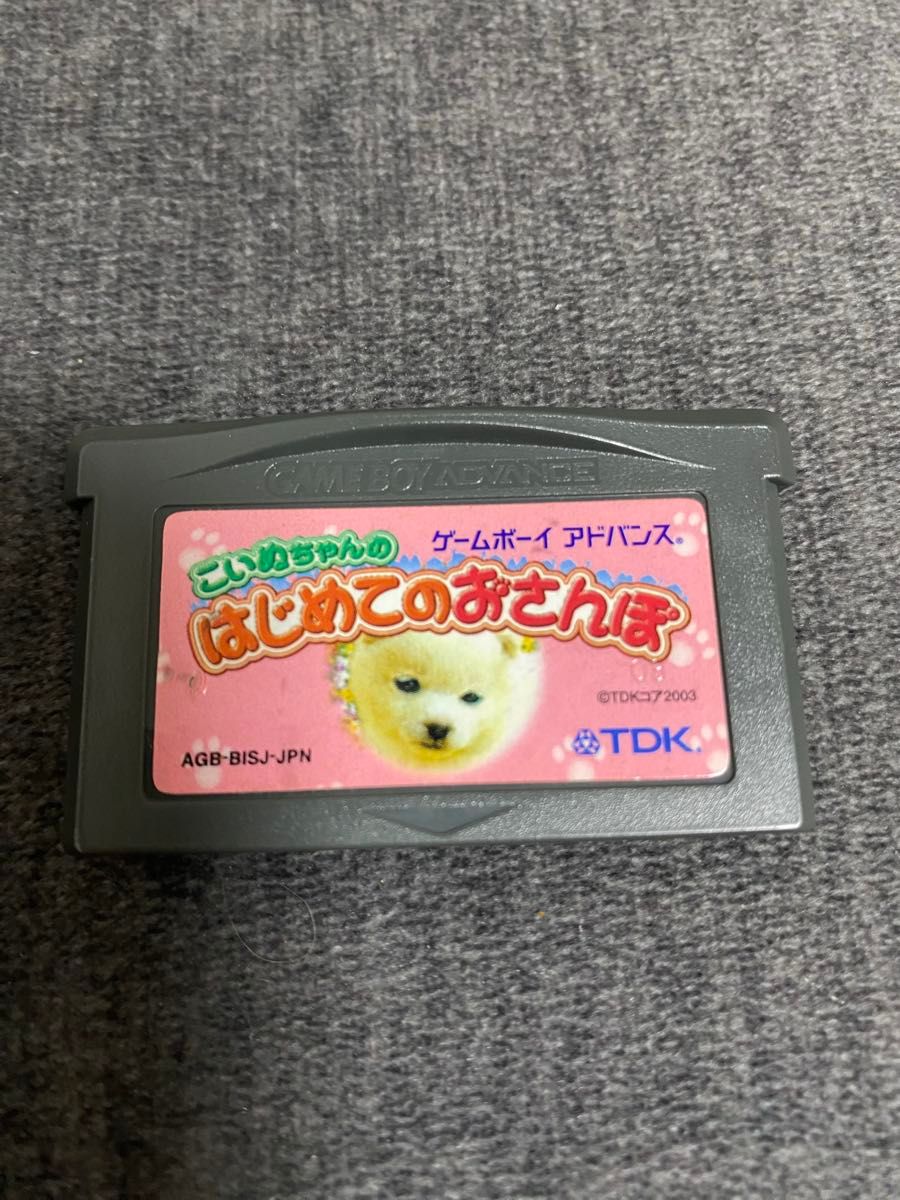 GAME BOY ADVANCE
ゲームボーイ アドバンス®
こいぬちゃんの
はじめてのおさんぽ
©TDKコア2003
AGB-BISJ-JPN
TDK.